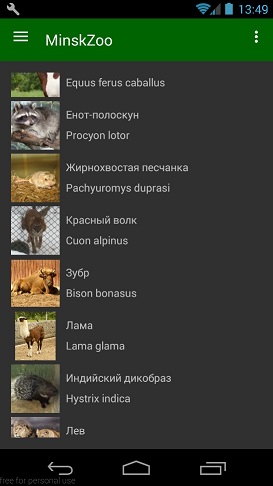 13:49
MinskZoo
Equus ferus caballus
Енот-полоскун
Procyon lotor
Жирнохвостая песчанка
Pachyuromys duprasi
Красный волк
Cuon alpinus
Зубр
Bison bonasus
Лама
Lama glama
Индийский дикобраз
Hystrix indica
Лев
free for personal use